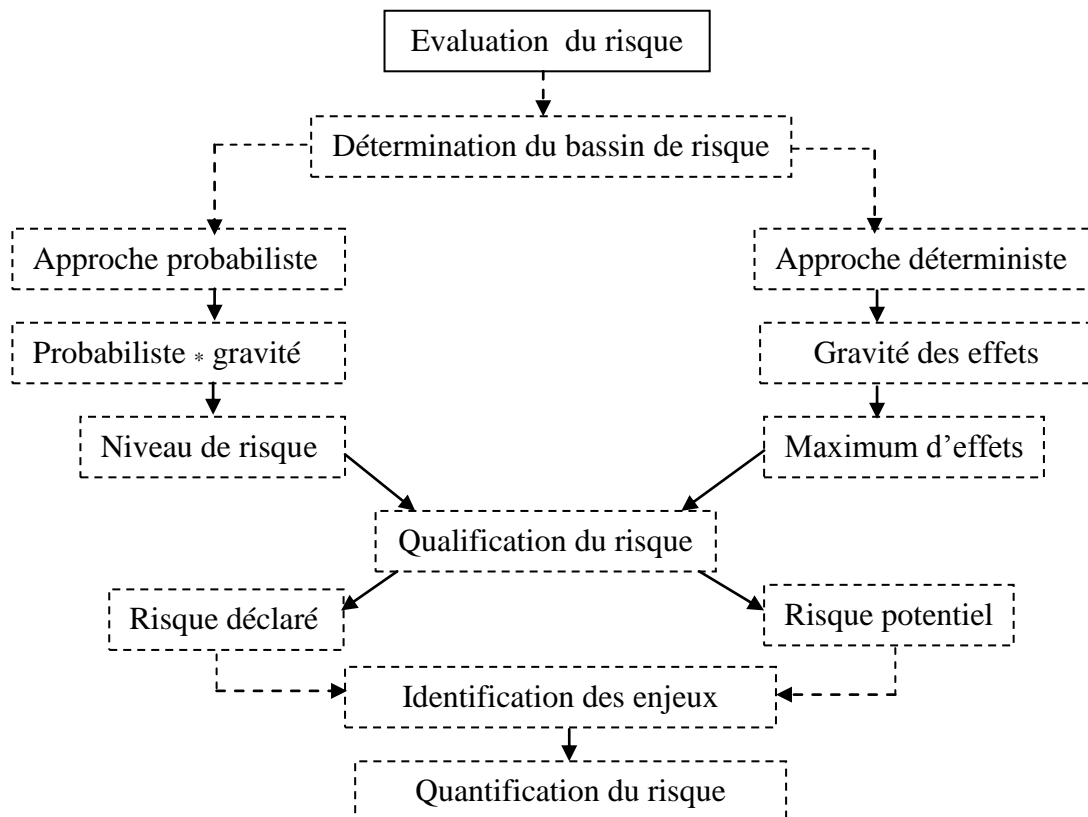 Evaluation du risque
Détermination du bassin de risque
Approche probabiliste
Approche déterministe
Probabiliste * gravité
Gravité des effets
Niveau de risque
Maximum d’effets
Qualification du risque
Risque déclaré
Risque potentiel
Identification des enjeux
Quantification du risque